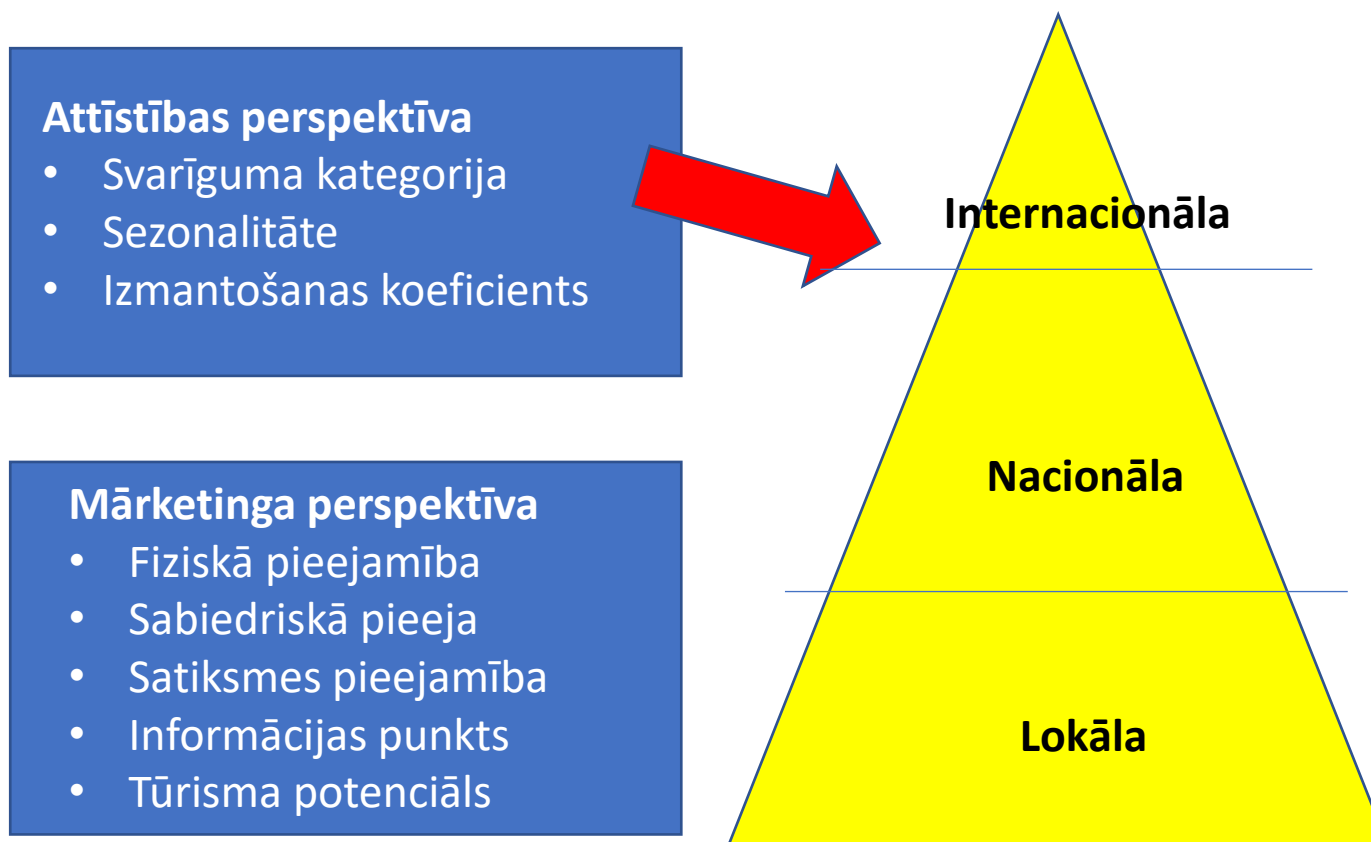 Attīstības perspektīva
• Svarīguma kategorija
• Sezonalitāte
• Izmantošanas koeficients
Mārketinga perspektīva
• Fiziskā pieejamība
• Sabiedriskā pieeja
• Satiksmes pieejamība
• Informācijas punkts
• Tūrisma potenciāls
Internacionāla
Nacionāla
Lokāla